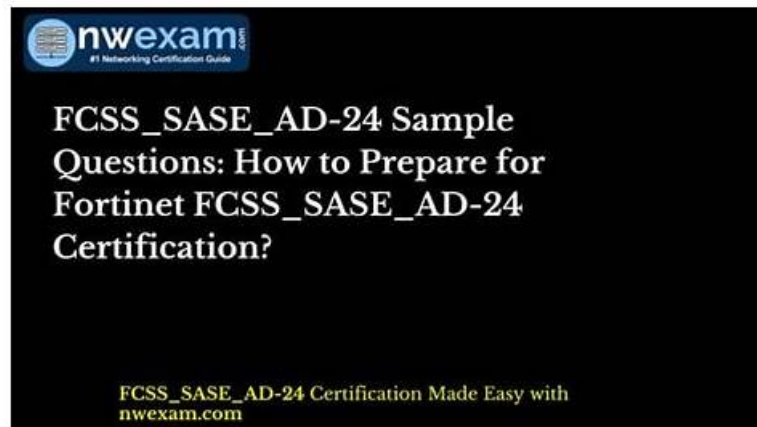 nwexam.com
#1 Networking Certification Guide
FCSS_SASE_AD-24 Sample
Questions: How to Prepare for
Fortinet FCSS_SASE_AD-24
Certification?
FCSS_SASE_AD-24 Certification Made Easy with
nwexam.com